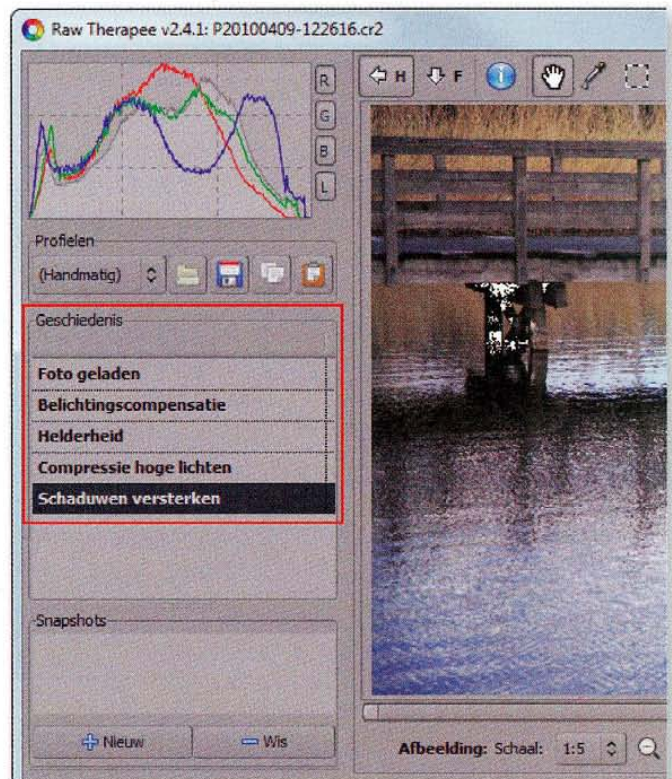 Raw Therapee v2.4.1: P20100409-122616.cr2
R
G
B
L
H
F
Profielen
(Handmatig)
Geschiedenis
Foto geladen
Belichtingscompensatie
Helderheid
Compressie hoge lichten
Schaduwen versterken
Snapshots
Nieuw
Wis
Afbeelding: Schaal: 1:5